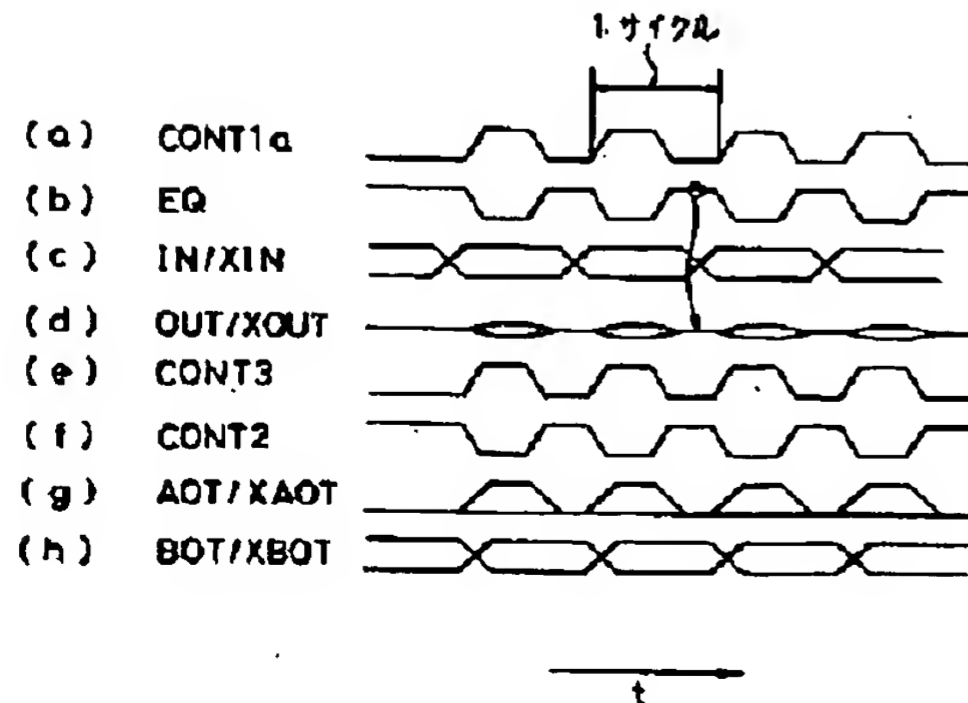 1.サイクル
(a) CONT1a
(b) EQ
(c) IN/XIN
(d) OUT/XOUT
(e) CONT3
(f) CONT2
(g) AOT/XAOT
(h) BOT/XBOT
t